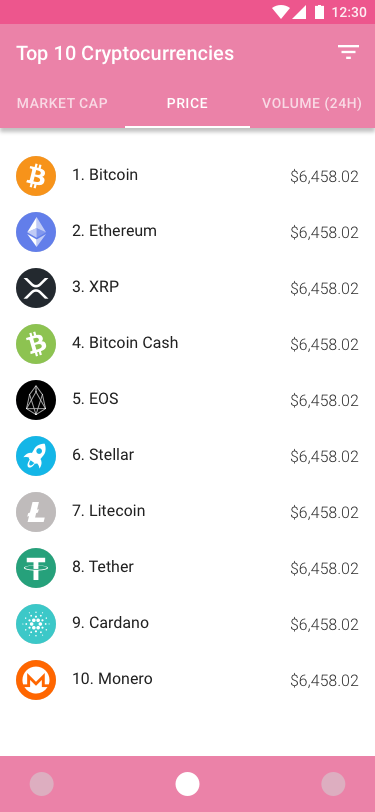 12:30
Top 10 Cryptocurrencies
MARKET CAP PRICE VOLUME (24H)
1. Bitcoin $6,458.02
2. Ethereum $6,458.02
3. XRP $6,458.02
4. Bitcoin Cash $6,458.02
5. EOS $6,458.02
6. Stellar $6,458.02
7. Litecoin $6,458.02
8. Tether $6,458.02
9. Cardano $6,458.02
10. Monero $6,458.02